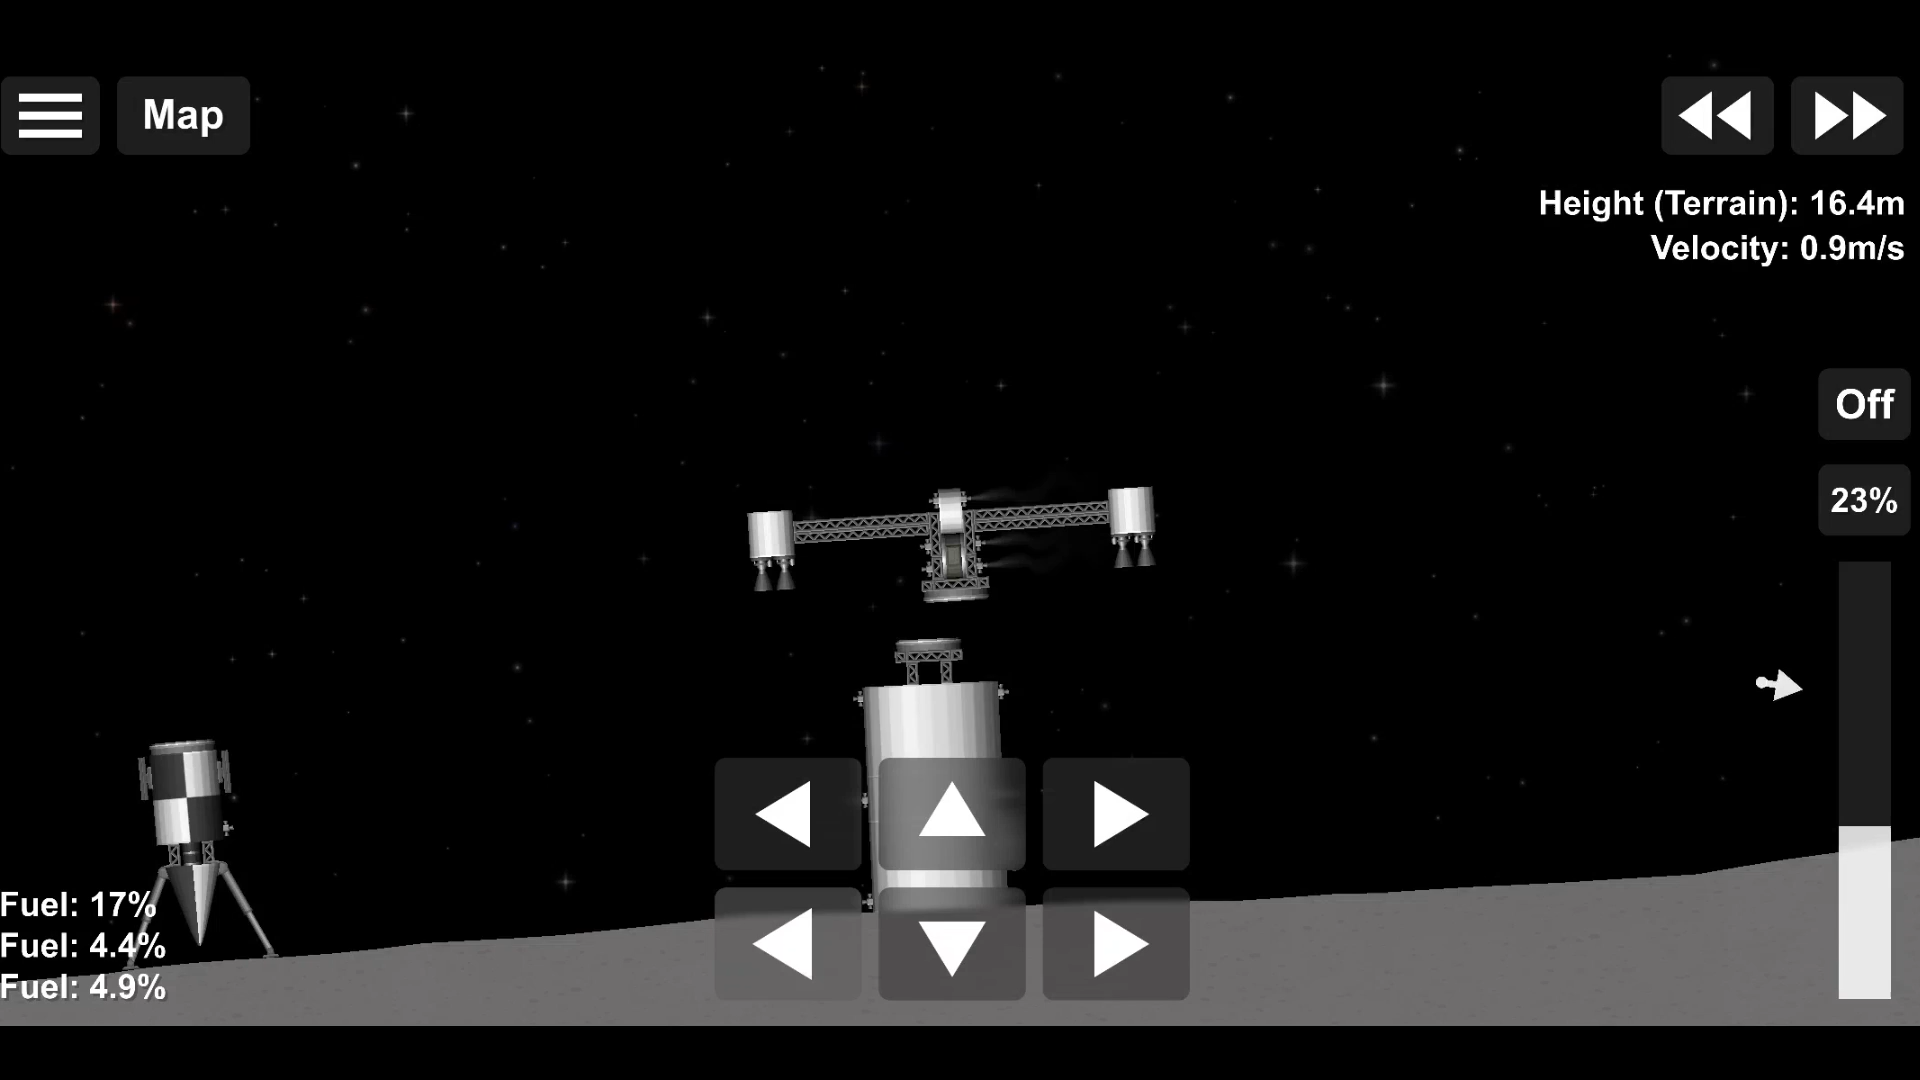 Map
Height (Terrain): 16.4m
Velocity: 0.9m/s
Off
23%
Fuel: 17%
Fuel: 4.4%
Fuel: 4.9%